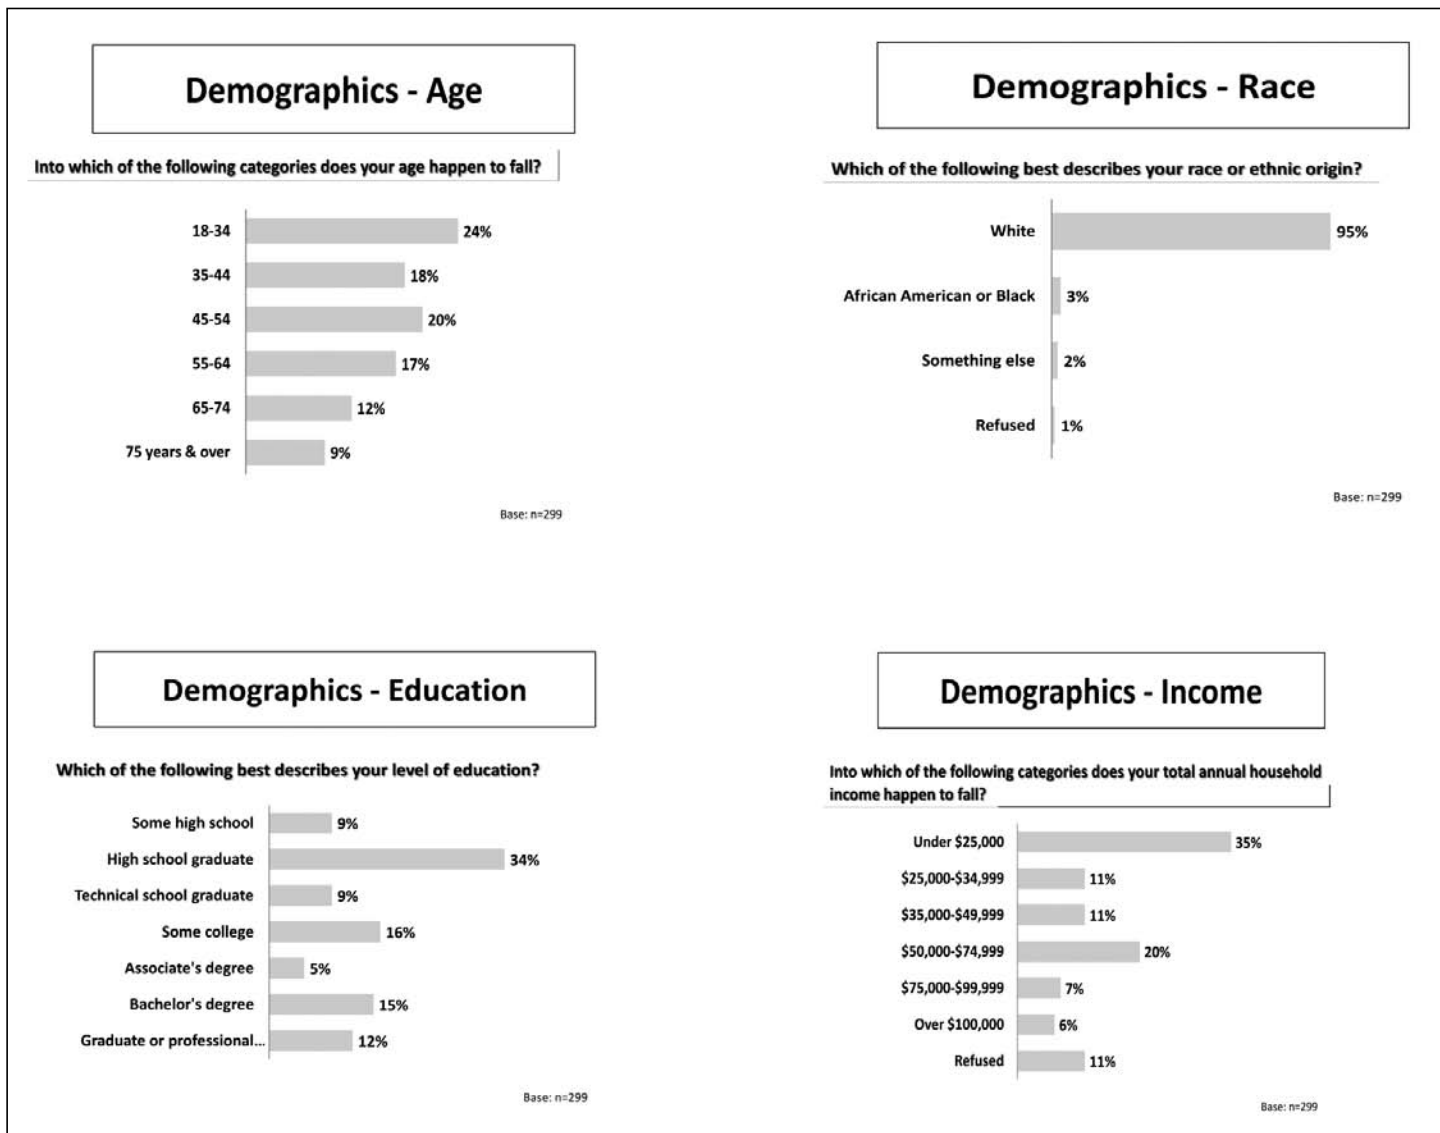 Demographics - Age
Into which of the following categories does your age happen to fall?
18-34 24%
35-44 18%
45-54 20%
55-64 17%
65-74 12%
75 years & over 9%
Base: n=299
Demographics - Race
Which of the following best describes your race or ethnic origin?
White 95%
African American or Black 3%
Something else 2%
Refused 1%
Base: n=299
Demographics - Education
Which of the following best describes your level of education?
Some high school 9%
High school graduate 34%
Technical school graduate 9%
Some college 16%
Associate's degree 5%
Bachelor's degree 15%
Graduate or professional... 12%
Base: n=299
Demographics - Income
Into which of the following categories does your total annual household
income happen to fall?
Under $25,000 35%
$25,000-$34,999 11%
$35,000-$49,999 11%
$50,000-$74,999 20%
$75,000-$99,999 7%
Over $100,000 6%
Refused 11%
Base: n=299